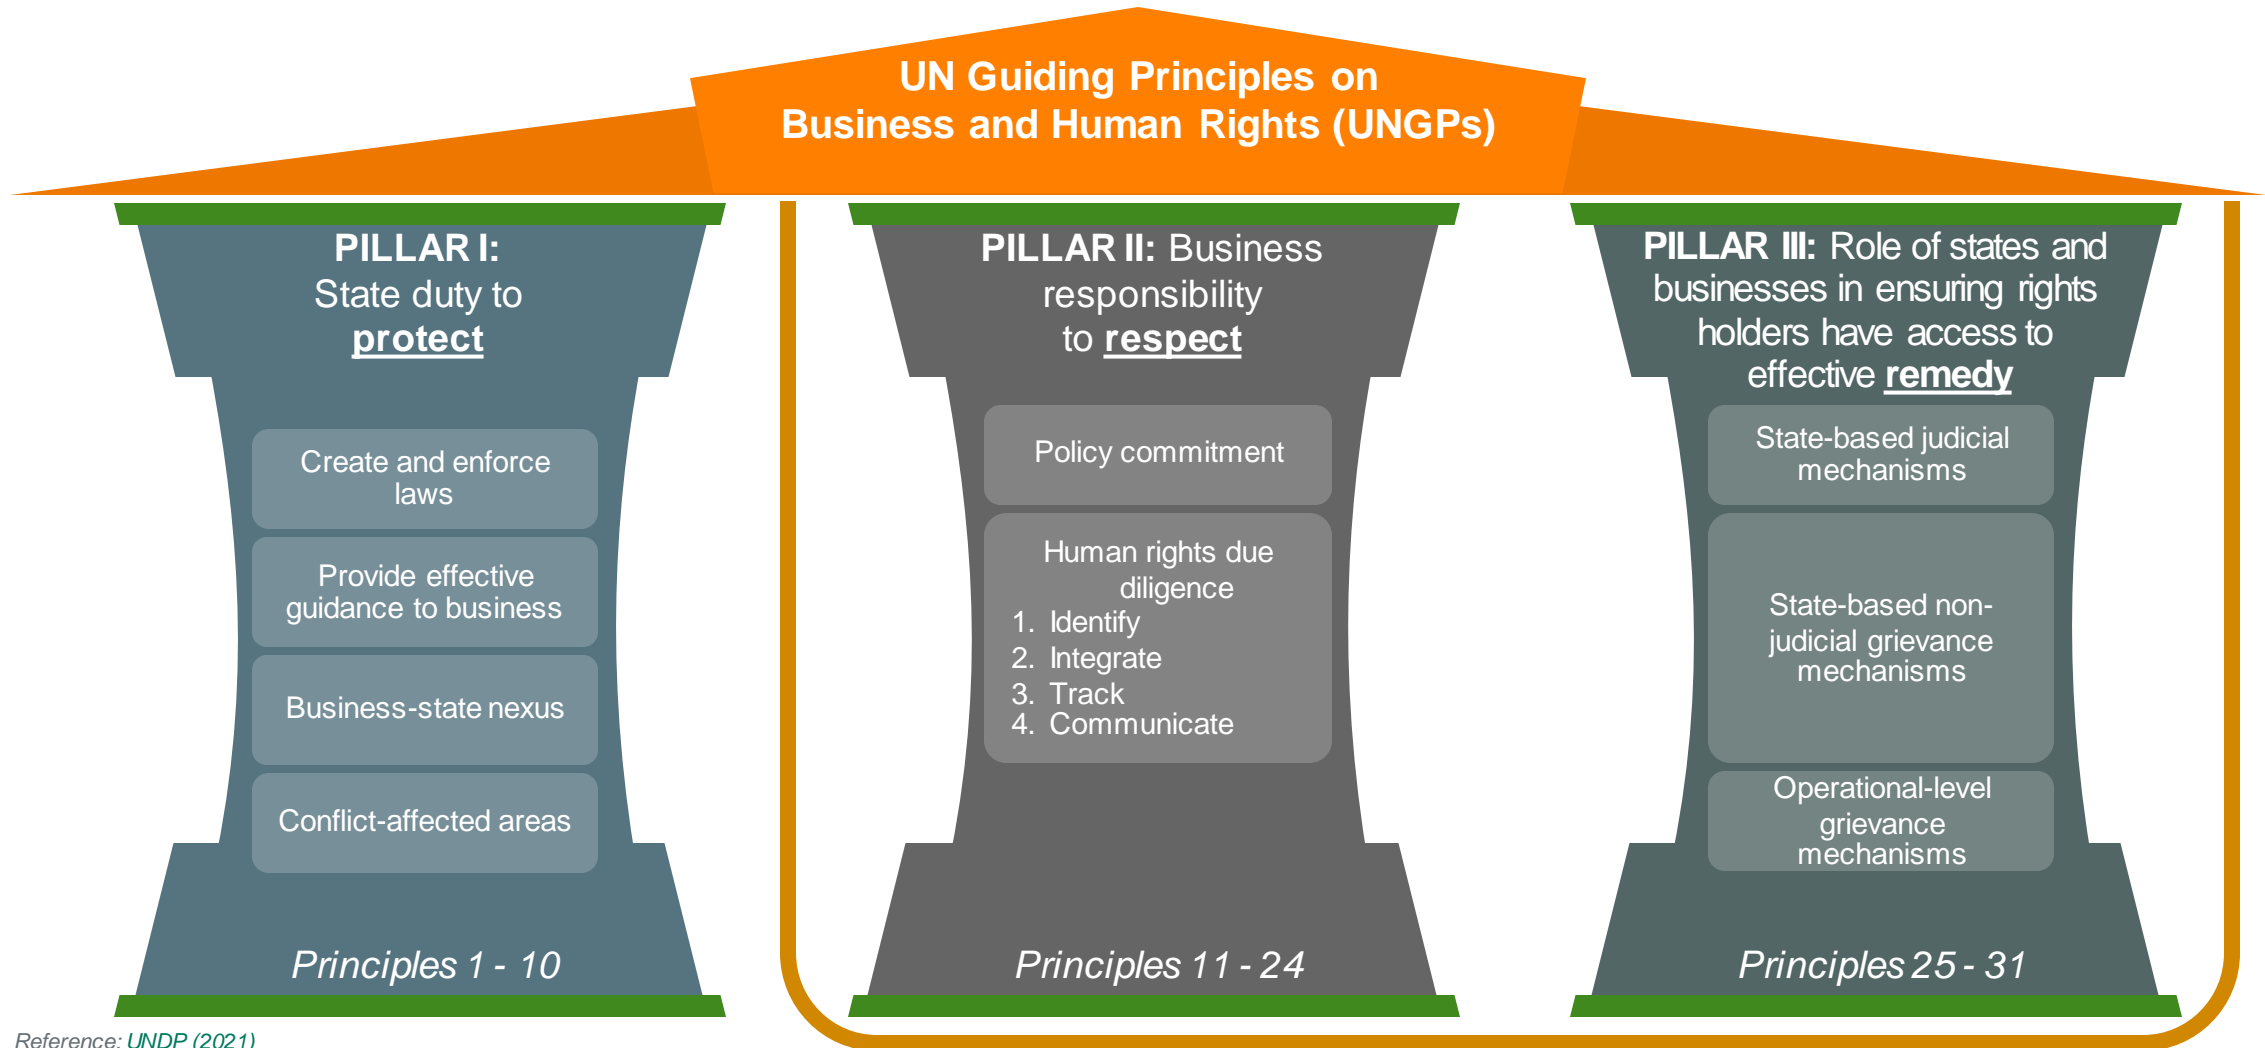 UN Guiding Principles on
Business and Human Rights (UNGPs)
PILLAR I:
State duty to
protect
Create and enforce
laws
Provide effective
guidance to business
Business-state nexus
Conflict-affected areas
Principles 1 - 10
PILLAR II: Business
responsibility
to respect
Policy commitment
Human rights due
diligence
1. Identify
2. Integrate
3. Track
4. Communicate
Principles 11 - 24
PILLAR III: Role of states and
businesses in ensuring rights
holders have access to
effective remedy
State-based judicial
mechanisms
State-based non-
judicial grievance
mechanisms
Operational-level
grievance
mechanisms
Principles 25 - 31
Reference: UNDP (2021)